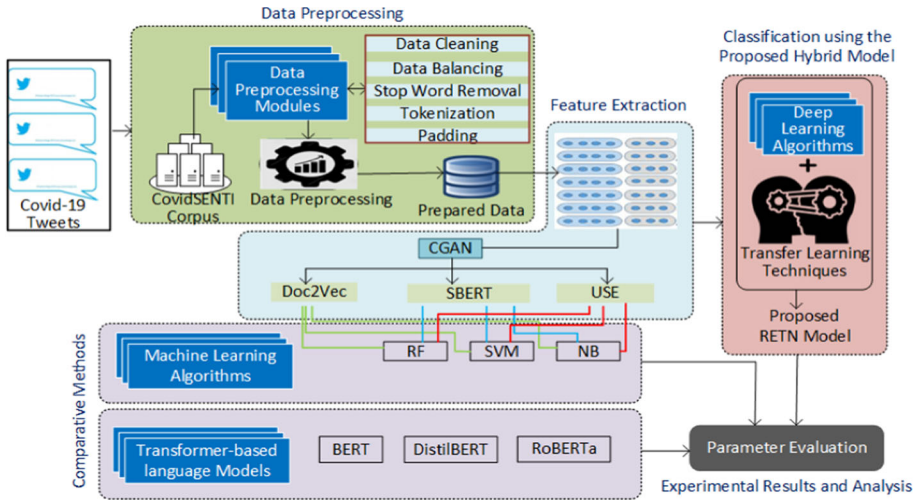 Data Preprocessing
Data Cleaning
Data Balancing
Stop Word Removal
Tokenization
Padding
Data
Preprocessing
Modules
CovidSENTI
Corpus
Data Preprocessing
Prepared Data
Covid-19
Tweets
Feature Extraction
Classification using the
Proposed Hybrid Model
Deep
Learning
Algorithms
+
Transfer Learning
Techniques
Proposed
RETN Model
CGAN
Doc2Vec
SBERT
USE
Comparative Methods
Machine Learning
Algorithms
RF
SVM
NB
Transformer-based
language Models
BERT
DistilBERT
RoBERTa
Parameter Evaluation
Experimental Results and Analysis